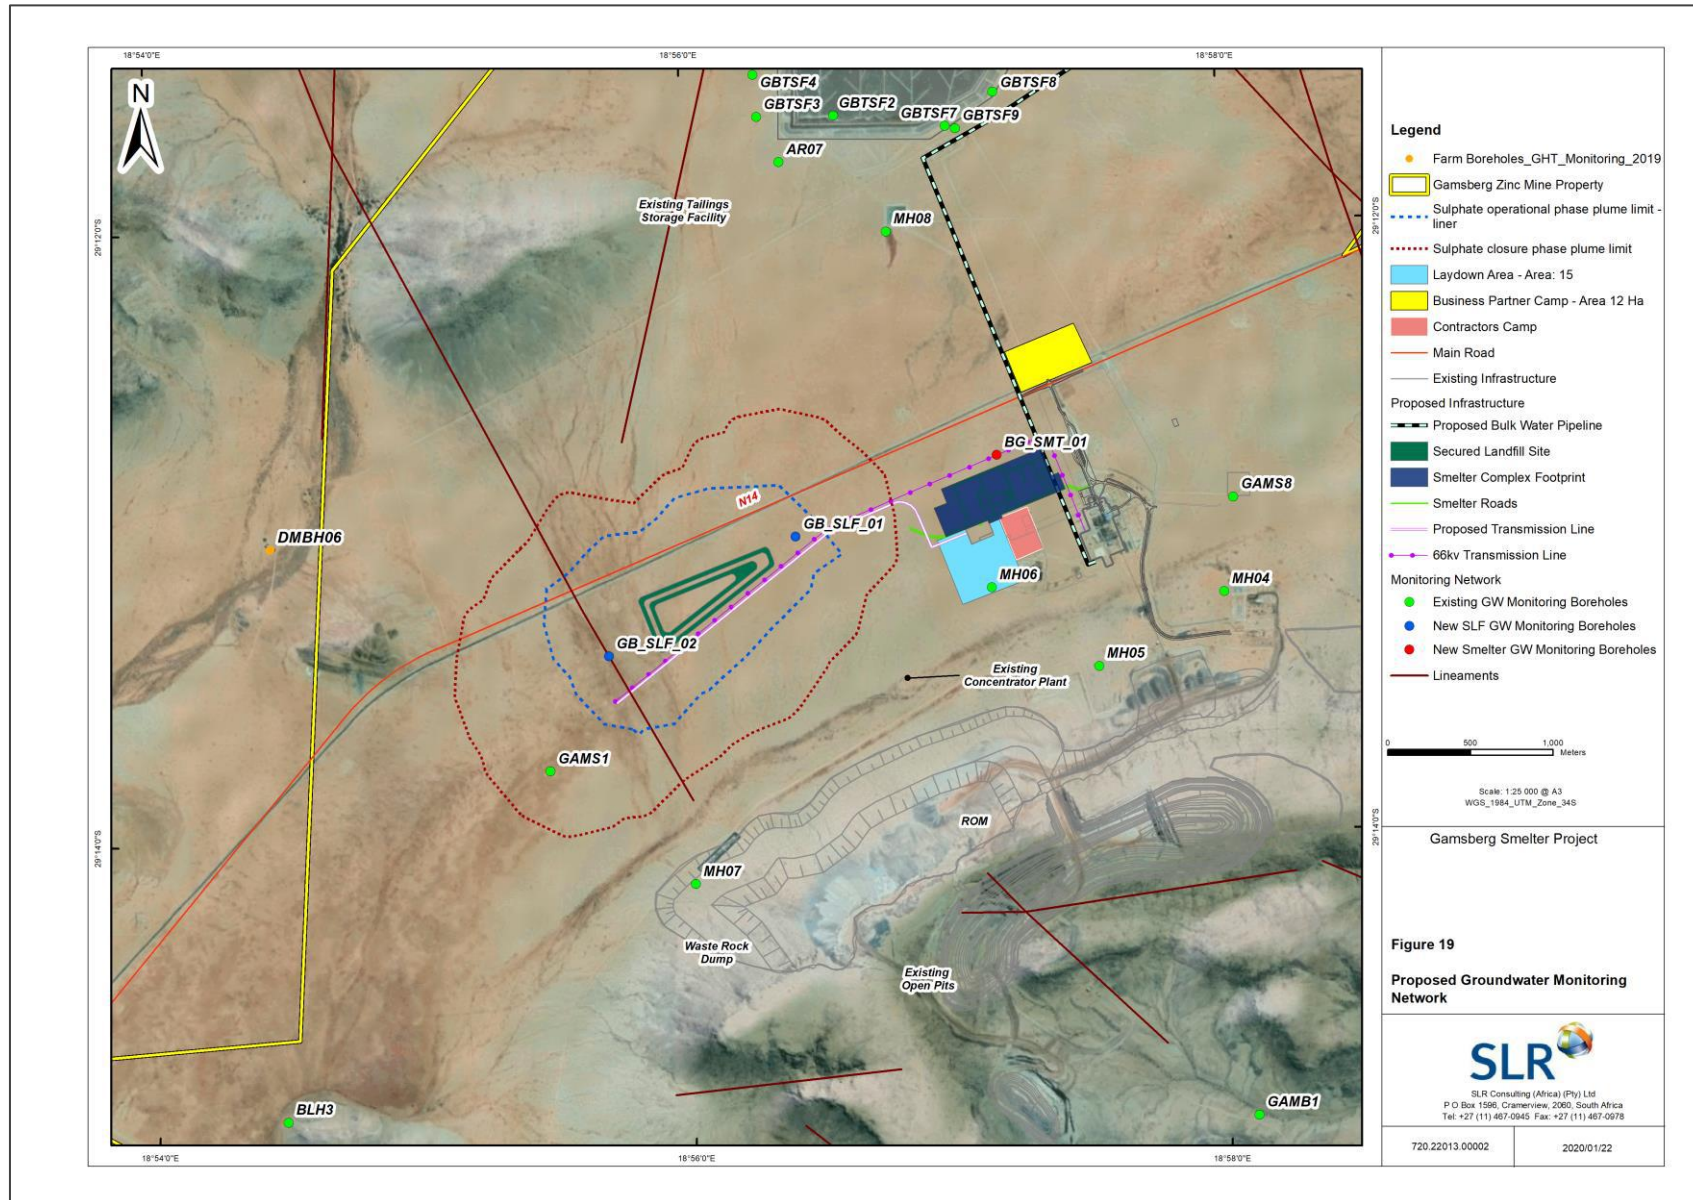 18°54'0"E
18°56'0"E
18°58'0"E
N
GBTSF4
GBTSF8
GBTSF3
GBTSF2
GBTSF7
GBTSF9
AR07
Existing Tailings
Storage Facility
MH08
29°12'0"S
29°12'0"S
BG_SMT_01
N14
GAMS8
GB_SLF_01
DMBH06
MH06
MH04
GB_SLF_02
MH05
Existing
Concentrator Plant
GAMS1
ROM
29°14'0"S
29°14'0"S
MH07
Waste Rock
Dump
Existing
Open Pits
BLH3
GAMB1
18°54'0"E
18°56'0"E
18°58'0"E
Legend
Farm Boreholes_GHT_Monitoring_2019
Gamsberg Zinc Mine Property
Sulphate operational phase plume limit -
liner
Sulphate closure phase plume limit
Laydown Area - Area: 15
Business Partner Camp - Area 12 Ha
Contractors Camp
Main Road
Existing Infrastructure
Proposed Infrastructure
Proposed Bulk Water Pipeline
Secured Landfill Site
Smelter Complex Footprint
Smelter Roads
Proposed Transmission Line
66kv Transmission Line
Monitoring Network
Existing GW Monitoring Boreholes
New SLF GW Monitoring Boreholes
New Smelter GW Monitoring Boreholes
Lineaments
0 500 1,000
Meters
Scale: 1:25 000 @ A3
WGS_1984_UTM_Zone_34S
Gamsberg Smelter Project
Figure 19
Proposed Groundwater Monitoring
Network
SLR
SLR Consulting (Africa) (Pty) Ltd
P O Box 1596, Cramerview, 2060, South Africa
Tel: +27 (11) 467-0945 Fax: +27 (11) 467-0978
720.22013.00002
2020/01/22